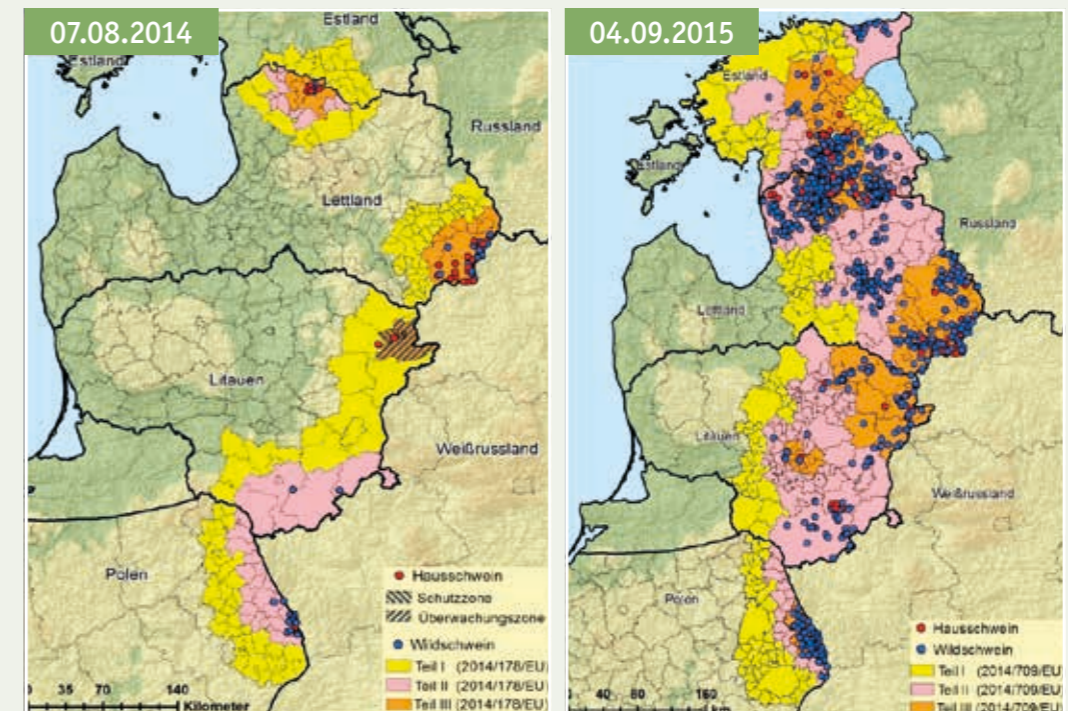 07.08.2014
Estland
Estland
Russland
Lettland
Litauen
Weißrussland
Polen
Hausschwein
Schutzzone
Überwachungszone
Wildschwein
Teil I (2014/178/EU)
Teil II (2014/178/EU)
Teil III (2014/178/EU)
0 35 70 140
Kilometer
04.09.2015
Estland
Estland
Russland
Lettland
Litauen
Weißrussland
Polen
Hausschwein
Wildschwein
Teil I (2014/709/EU)
Teil II (2014/709/EU)
Teil III (2014/709/EU)
40 80 160
km